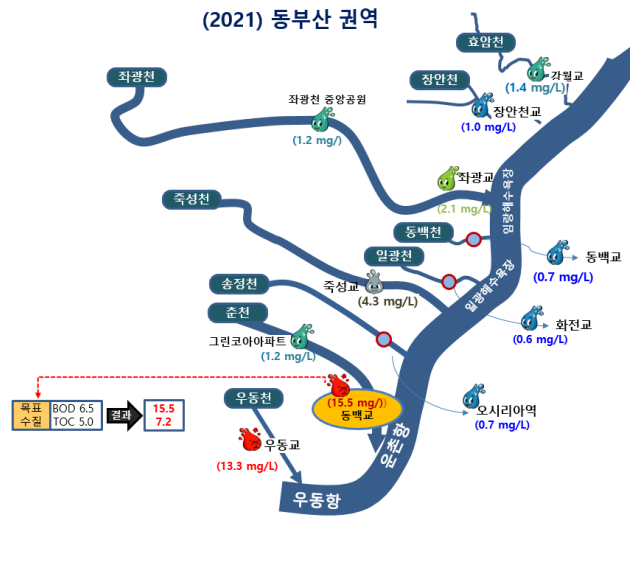 (2021) 동부산 권역
효암천
좌광천
장안천
강월교
(1.4 mg/L)
좌광천 중앙공원
(1.2 mg/)
장안천교
(1.0 mg/L)
좌광교
(2.1 mg/L)
임랑해수욕장
죽성천
동백천
동백교
(0.7 mg/L)
일광천
일광해수욕장
송정천
죽성교
(4.3 mg/L)
화전교
(0.6 mg/L)
춘천
그린코아아파트
(1.2 mg/L)
우동천
(15.5 mg/)
동백교
오시리아역
(0.7 mg/L)
목표
수질
BOD 6.5
TOC 5.0
결과
15.5
7.2
우동교
(13.3 mg/L)
운촌항
우동항